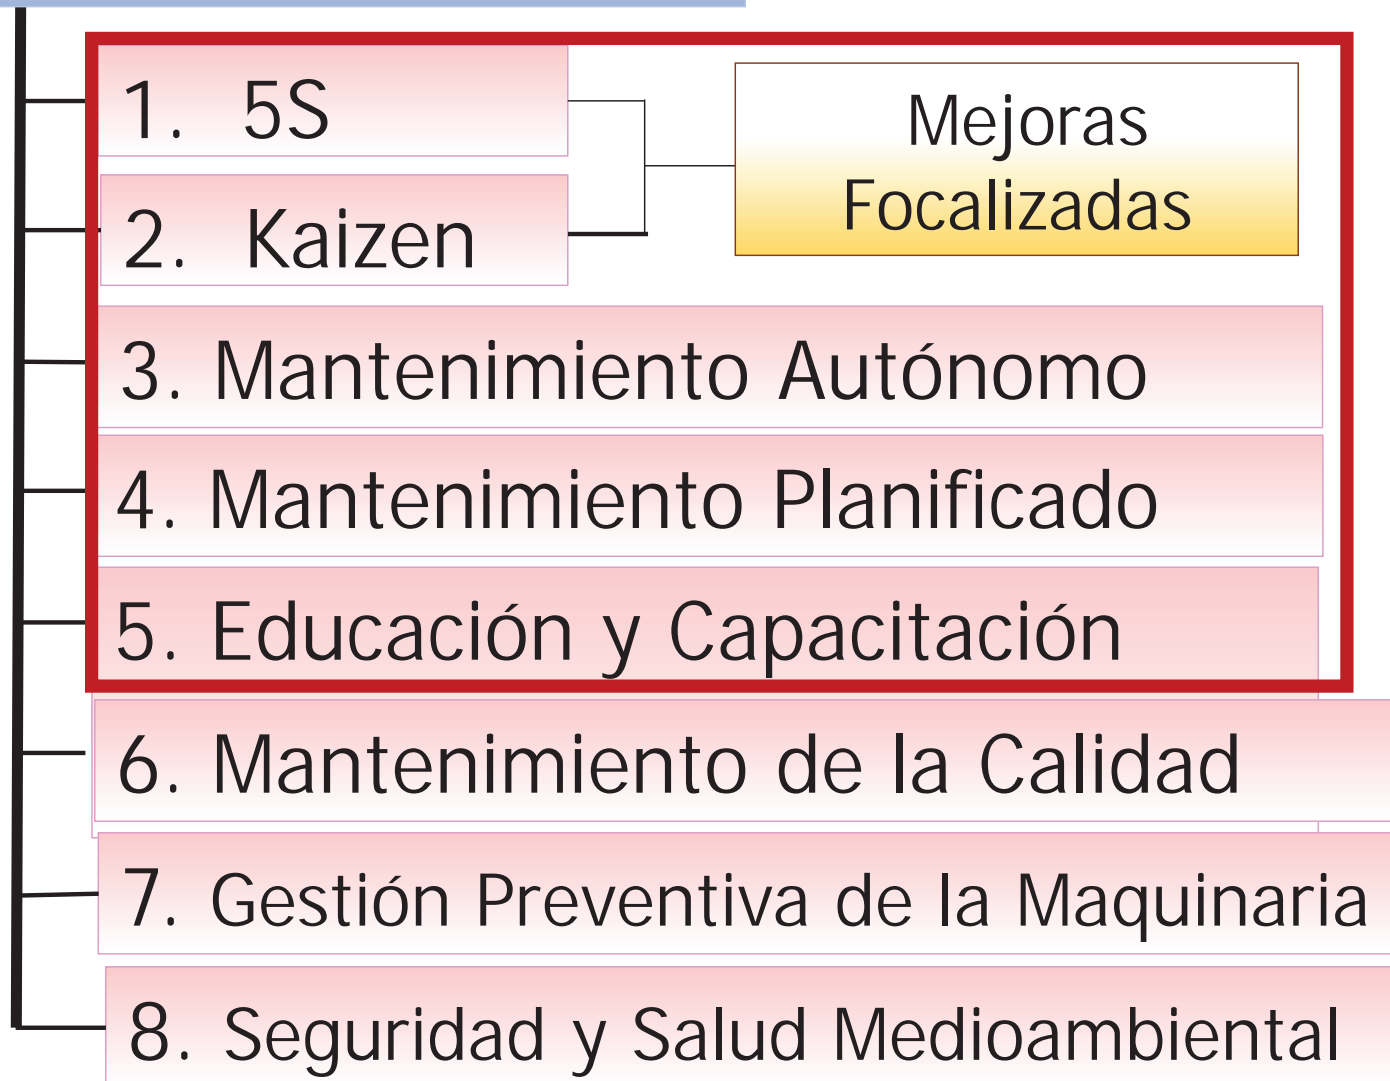 1. 5S
Mejoras
Focalizadas
2. Kaizen
3. Mantenimiento Autónomo
4. Mantenimiento Planificado
5. Educación y Capacitación
6. Mantenimiento de la Calidad
7. Gestión Preventiva de la Maquinaria
8. Seguridad y Salud Medioambiental